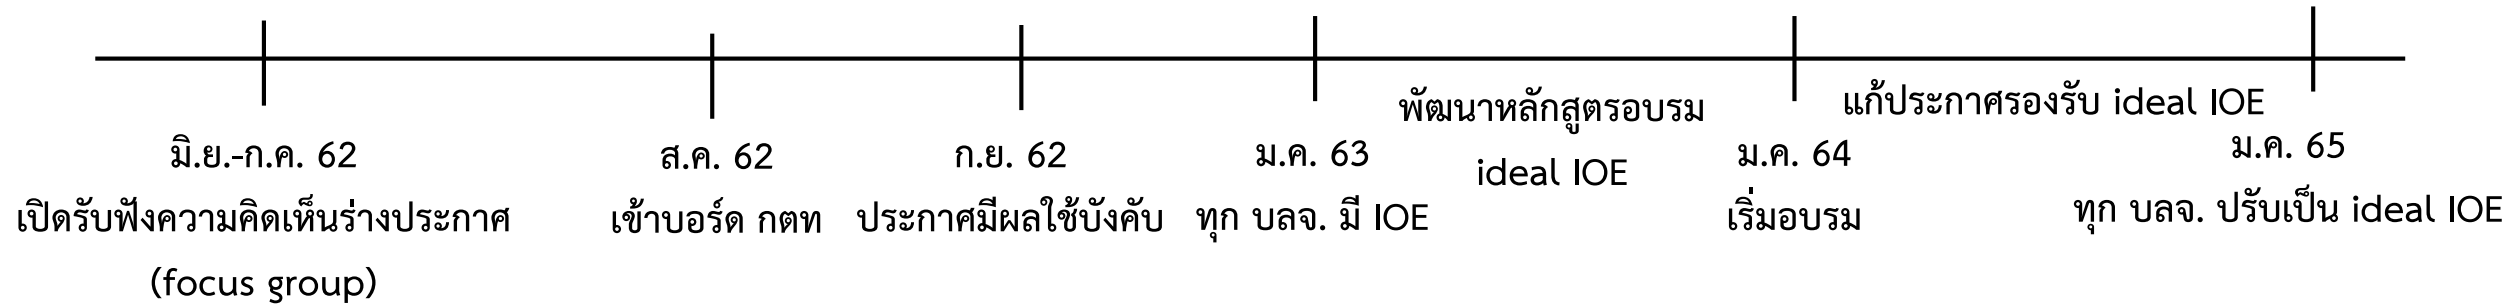 มิ.ย.-ก.ค. 62
เปิดรับฟังความคิดเห็นร่างประกาศ
(focus group)
ส.ค. 62
เข้าบอร์ด กตท
ก.ย. 62
ประกาศมีผลใช้บังคับ
ม.ค. 63
ทุก บลจ. มี IOE
พัฒนาหลักสูตรอบรม
ideal IOE
ม.ค. 64
เริ่มอบรม
แก้ประกาศรองรับ ideal IOE
ม.ค. 65
ทุก บลจ. ปรับเป็น ideal IOE